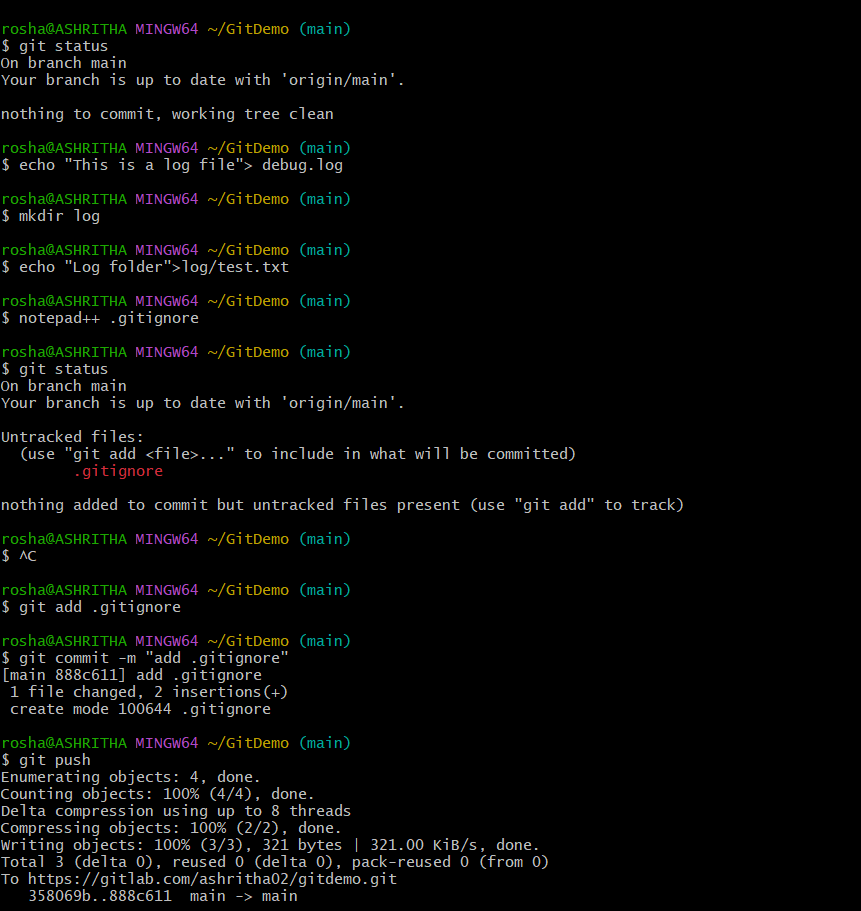 rosha@ASHRITHA MINGW64 ~/GitDemo (main)
$ git status
On branch main
Your branch is up to date with 'origin/main'.

nothing to commit, working tree clean

rosha@ASHRITHA MINGW64 ~/GitDemo (main)
$ echo "This is a log file"> debug.log

rosha@ASHRITHA MINGW64 ~/GitDemo (main)
$ mkdir log

rosha@ASHRITHA MINGW64 ~/GitDemo (main)
$ echo "Log folder">log/test.txt

rosha@ASHRITHA MINGW64 ~/GitDemo (main)
$ notepad++ .gitignore

rosha@ASHRITHA MINGW64 ~/GitDemo (main)
$ git status
On branch main
Your branch is up to date with 'origin/main'.

Untracked files:
  (use "git add <file>..." to include in what will be committed)
        .gitignore

nothing added to commit but untracked files present (use "git add" to track)

rosha@ASHRITHA MINGW64 ~/GitDemo (main)
$ ^C

rosha@ASHRITHA MINGW64 ~/GitDemo (main)
$ git add .gitignore

rosha@ASHRITHA MINGW64 ~/GitDemo (main)
$ git commit -m "add .gitignore"
[main 888c611] add .gitignore
 1 file changed, 2 insertions(+)
 create mode 100644 .gitignore

rosha@ASHRITHA MINGW64 ~/GitDemo (main)
$ git push
Enumerating objects: 4, done.
Counting objects: 100% (4/4), done.
Delta compression using up to 8 threads
Compressing objects: 100% (2/2), done.
Writing objects: 100% (3/3), 321 bytes | 321.00 KiB/s, done.
Total 3 (delta 0), reused 0 (delta 0), pack-reused 0 (from 0)
To https://gitlab.com/ashritha02/gitdemo.git
   358069b..888c611  main -> main